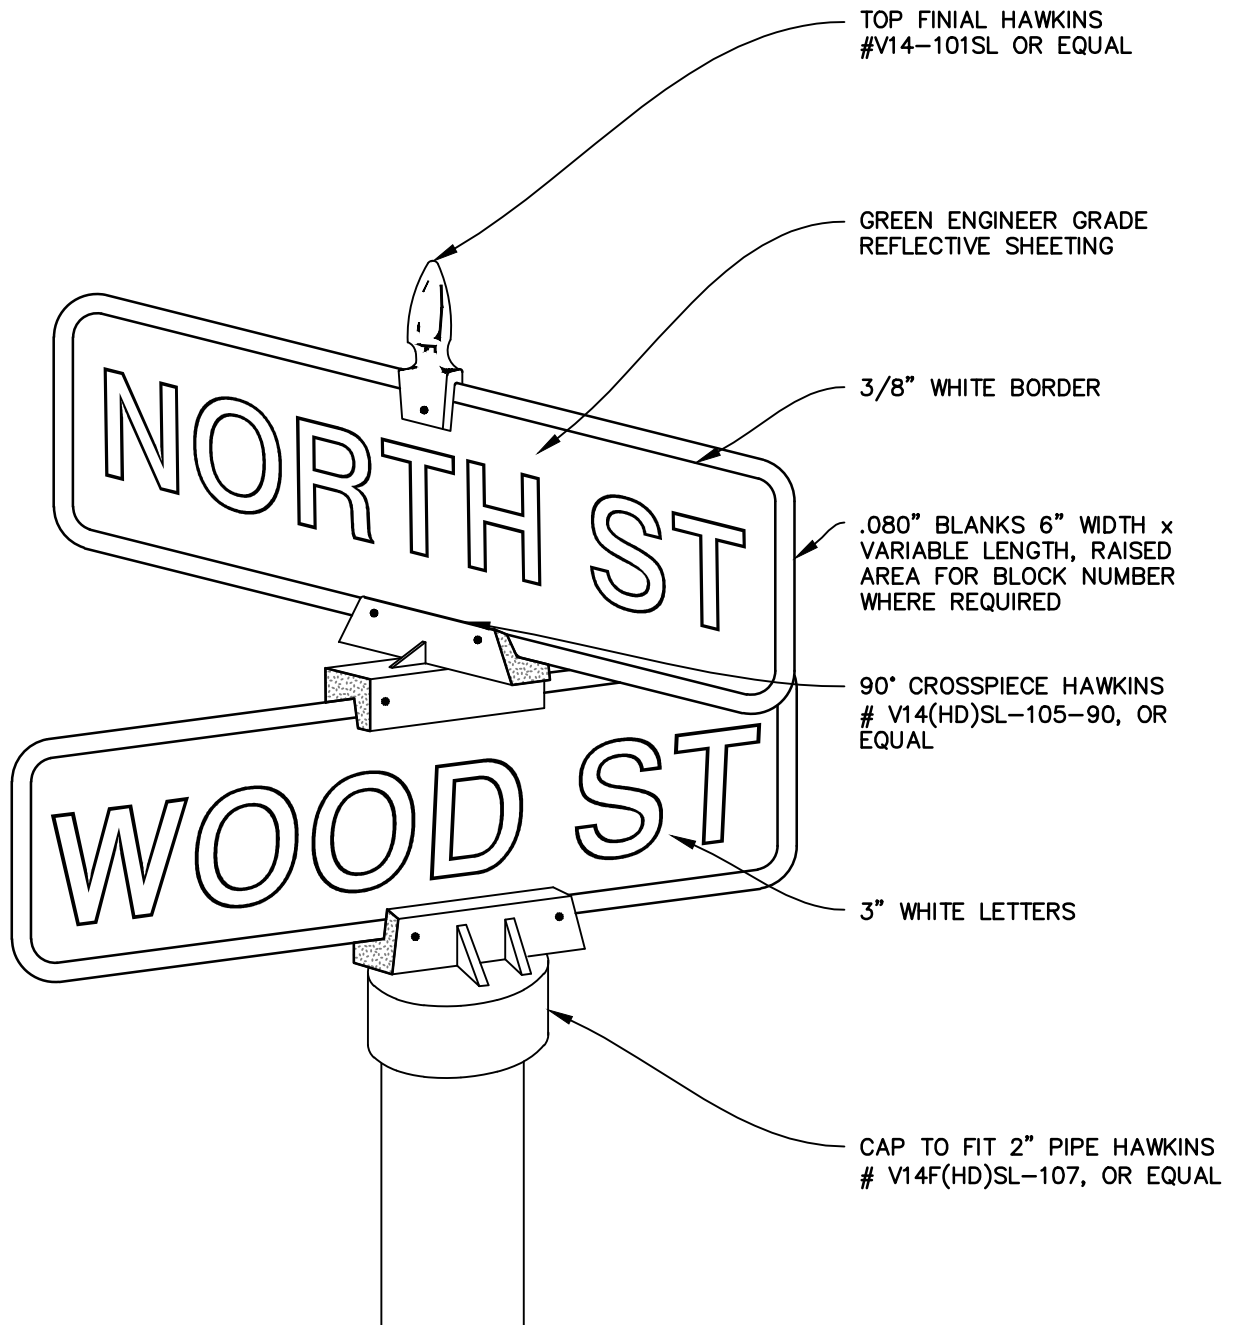 TOP FINIAL HAWKINS
#V14-101SL OR EQUAL
GREEN ENGINEER GRADE
REFLECTIVE SHEETING
3/8" WHITE BORDER
NORTH ST
.080" BLANKS 6" WIDTH x
VARIABLE LENGTH, RAISED
AREA FOR BLOCK NUMBER
WHERE REQUIRED
90° CROSSPIECE HAWKINS
# V14(HD)SL-105-90, OR
EQUAL
WOOD ST
3" WHITE LETTERS
CAP TO FIT 2" PIPE HAWKINS
# V14F(HD)SL-107, OR EQUAL